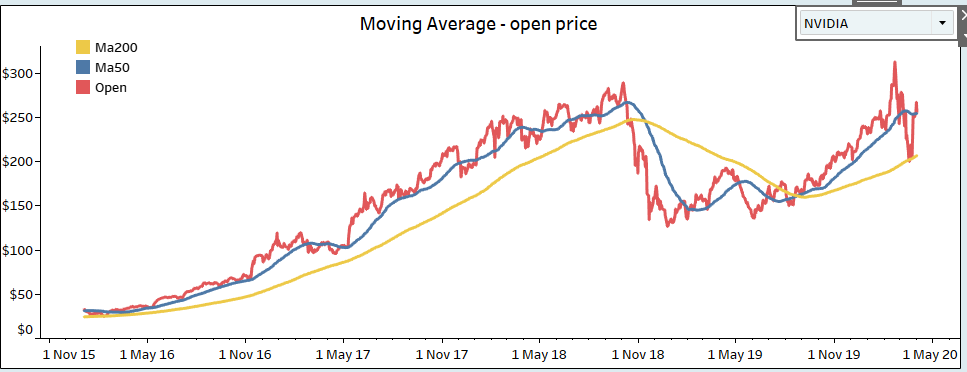 Moving Average - open price
NVIDIA
Ma200
Ma50
Open
$300
$250
$200
$150
$100
$50
$0
1 Nov 15 1 May 16 1 Nov 16 1 May 17 1 Nov 17 1 May 18 1 Nov 18 1 May 19 1 Nov 19 1 May 20